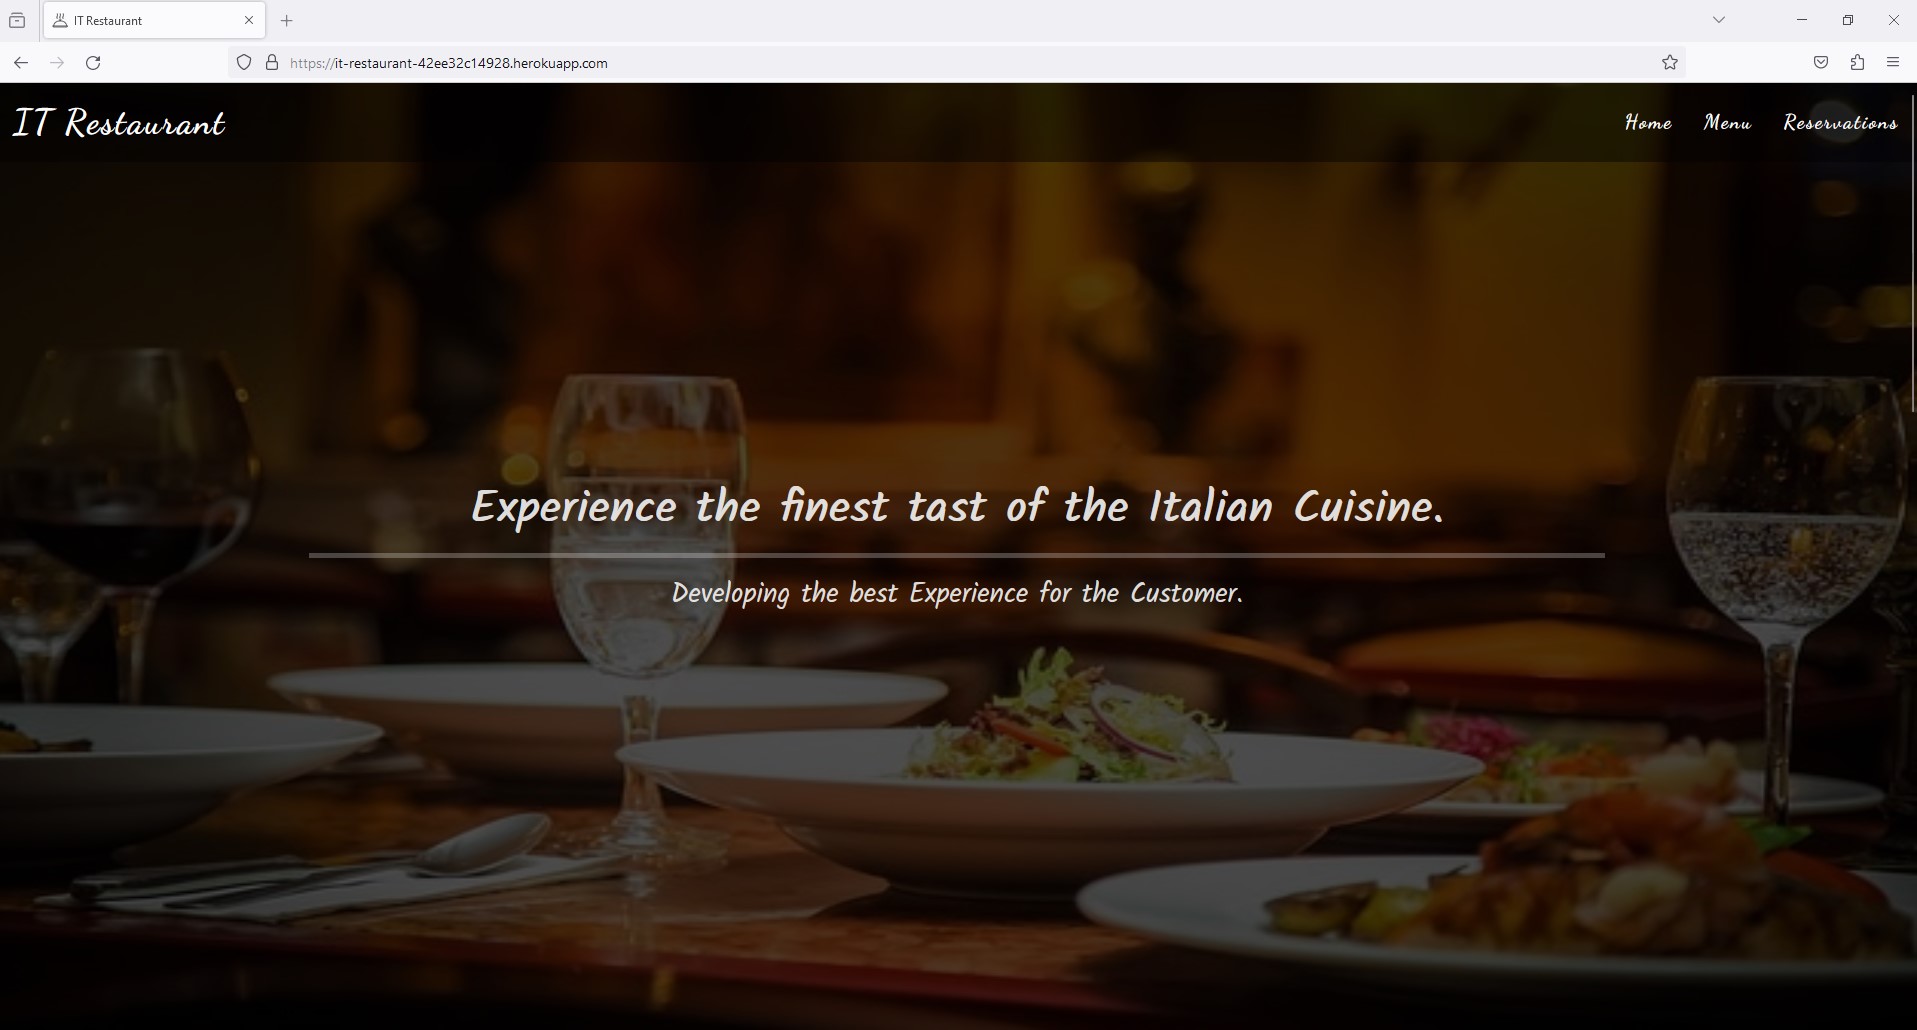 IT Restaurant
https://it-restaurant-42ee32c14928.herokuapp.com
IT Restaurant
Home Menu Reservations
Experience the finest tast of the Italian Cuisine.
Developing the best Experience for the Customer.